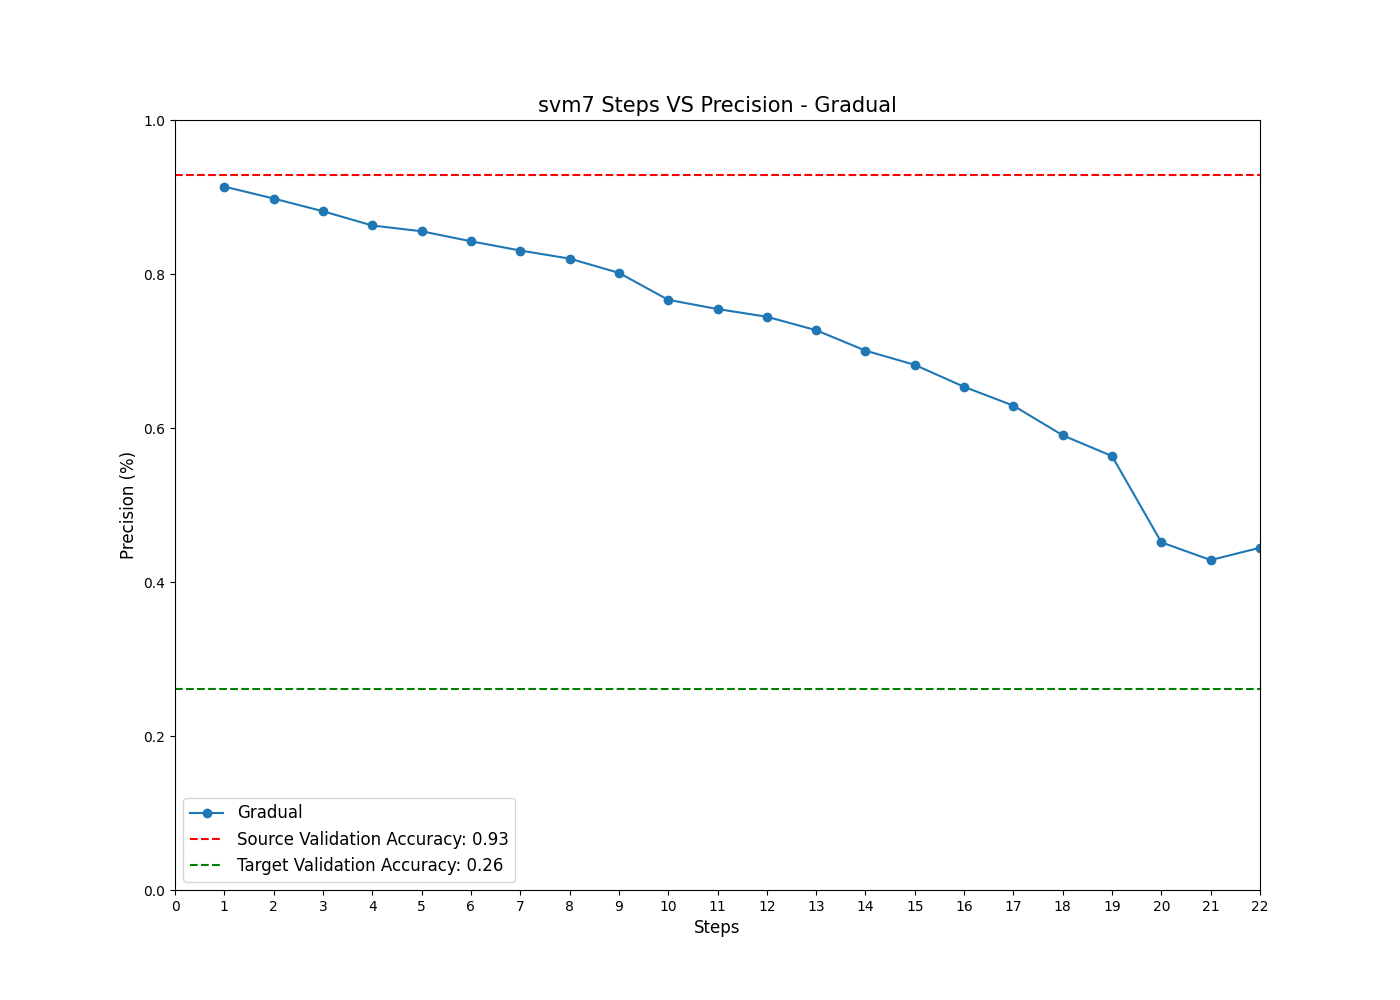 svm7 Steps VS Precision - Gradual
1.0
0.8
0.6
0.4
0.2
0.0
Precision (%)
Gradual
Source Validation Accuracy: 0.93
Target Validation Accuracy: 0.26
0 1 2 3 4 5 6 7 8 9 10 11 12 13 14 15 16 17 18 19 20 21 22
Steps